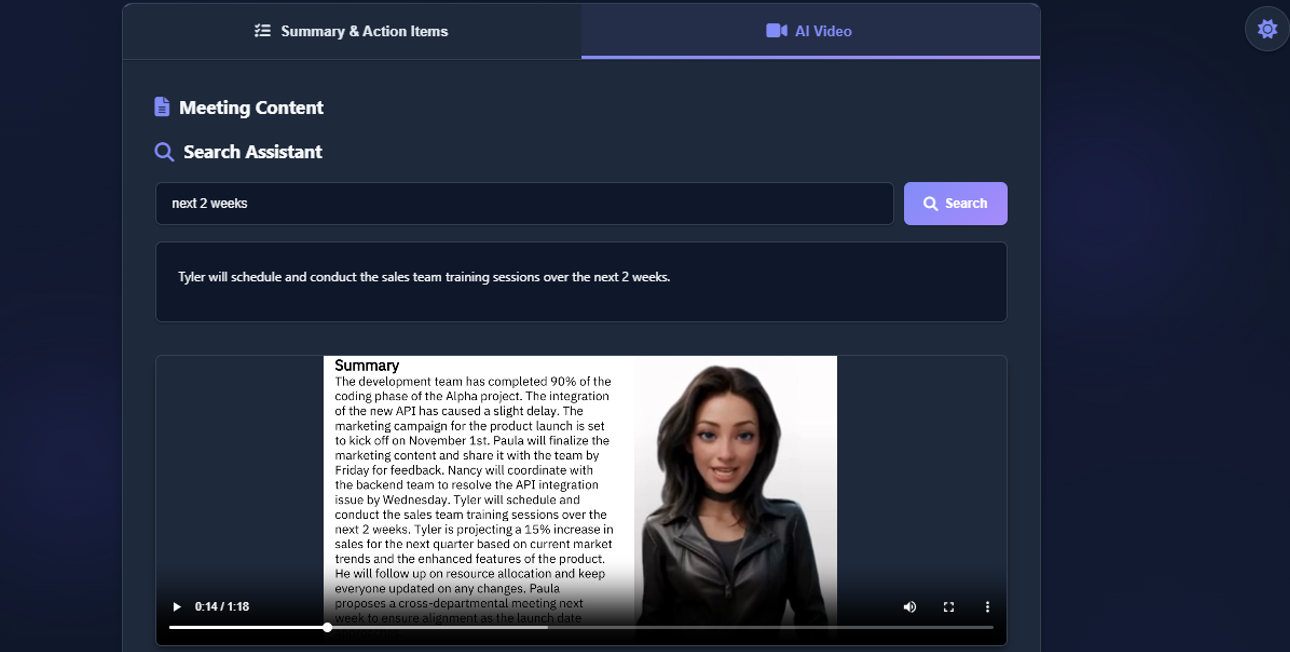 Summary & Action Items
AI Video
Meeting Content
Search Assistant
next 2 weeks
Search
Tyler will schedule and conduct the sales team training sessions over the next 2 weeks.
Summary
The development team has completed 90% of the
coding phase of the Alpha project. The integration
of the new API has caused a slight delay. The
marketing campaign for the product launch is set
to kick off on November 1st. Paula will finalize the
marketing content and share it with the team by
Friday for feedback. Nancy will coordinate with
the backend team to resolve the API integration
issue by Wednesday. Tyler will schedule and
conduct the sales team training sessions over the
next 2 weeks. Tyler is projecting a 15% increase in
sales for the next quarter based on current market
trends and the enhanced features of the product.
He will follow up on resource allocation and keep
everyone updated on any changes. Paula
proposes a cross-departmental meeting next
week to ensure alignment as the launch date
0:14 / 1:18